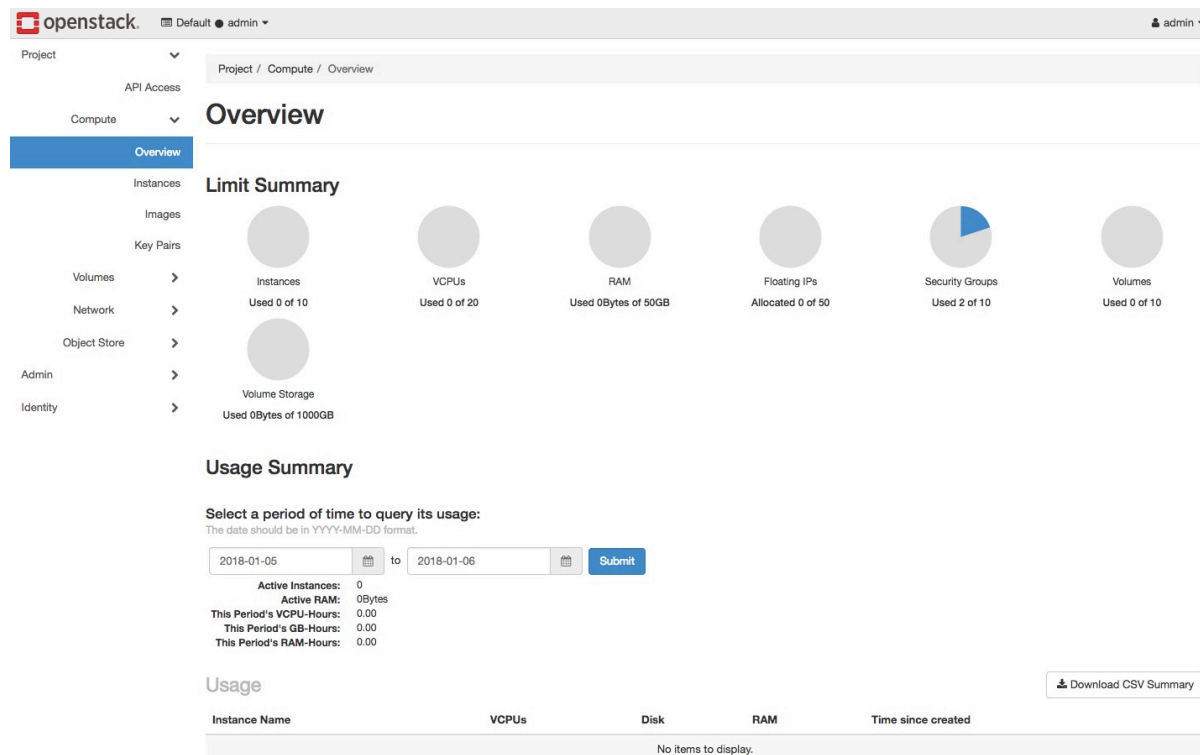 openstack. Default ● admin admin
Project
API Access
Compute
Overview
Instances
Images
Key Pairs
Volumes
Network
Object Store
Admin
Identity
Project / Compute / Overview
Overview
Limit Summary
Instances
Used 0 of 10
VCPUs
Used 0 of 20
RAM
Used 0Bytes of 50GB
Floating IPs
Allocated 0 of 50
Security Groups
Used 2 of 10
Volumes
Used 0 of 10
Volume Storage
Used 0Bytes of 1000GB
Usage Summary
Select a period of time to query its usage:
The date should be in YYYY-MM-DD format.
2018-01-05 to 2018-01-06 Submit
Active Instances: 0
Active RAM: 0Bytes
This Period's VCPU-Hours: 0.00
This Period's GB-Hours: 0.00
This Period's RAM-Hours: 0.00
Usage
Download CSV Summary
Instance Name VCPUs Disk RAM Time since created
No items to display.